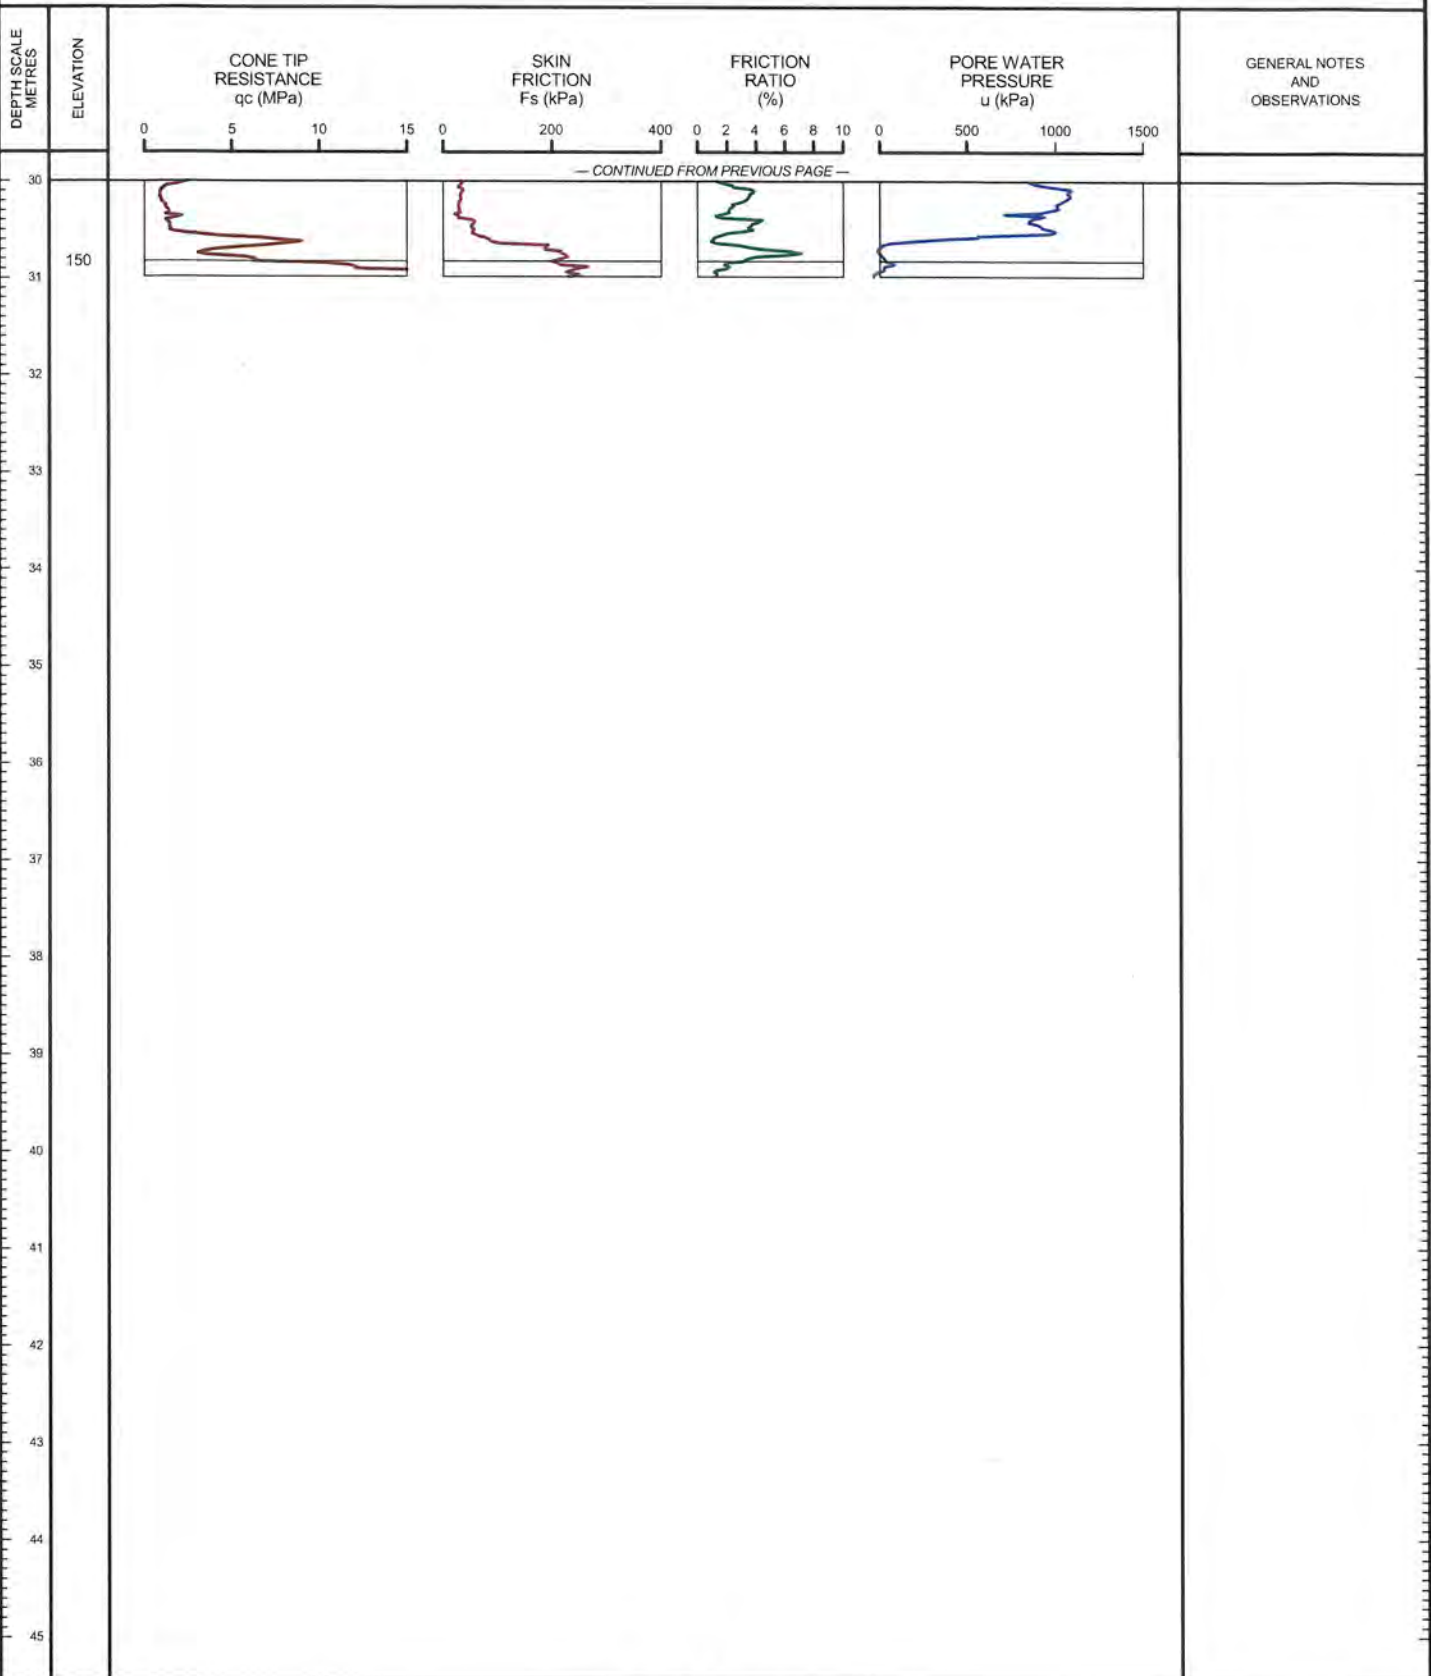 DEPTH SCALE
METRES
ELEVATION
CONE TIP
RESISTANCE
qc (MPa)
0 5 10 15
SKIN
FRICTION
Fs (kPa)
0 200 400
FRICTION
RATIO
(%)
0 2 4 6 8 10
PORE WATER
PRESSURE
u (kPa)
0 500 1000 1500
GENERAL NOTES
AND
OBSERVATIONS
— CONTINUED FROM PREVIOUS PAGE —
30
150
31
32
33
34
35
36
37
38
39
40
41
42
43
44
45